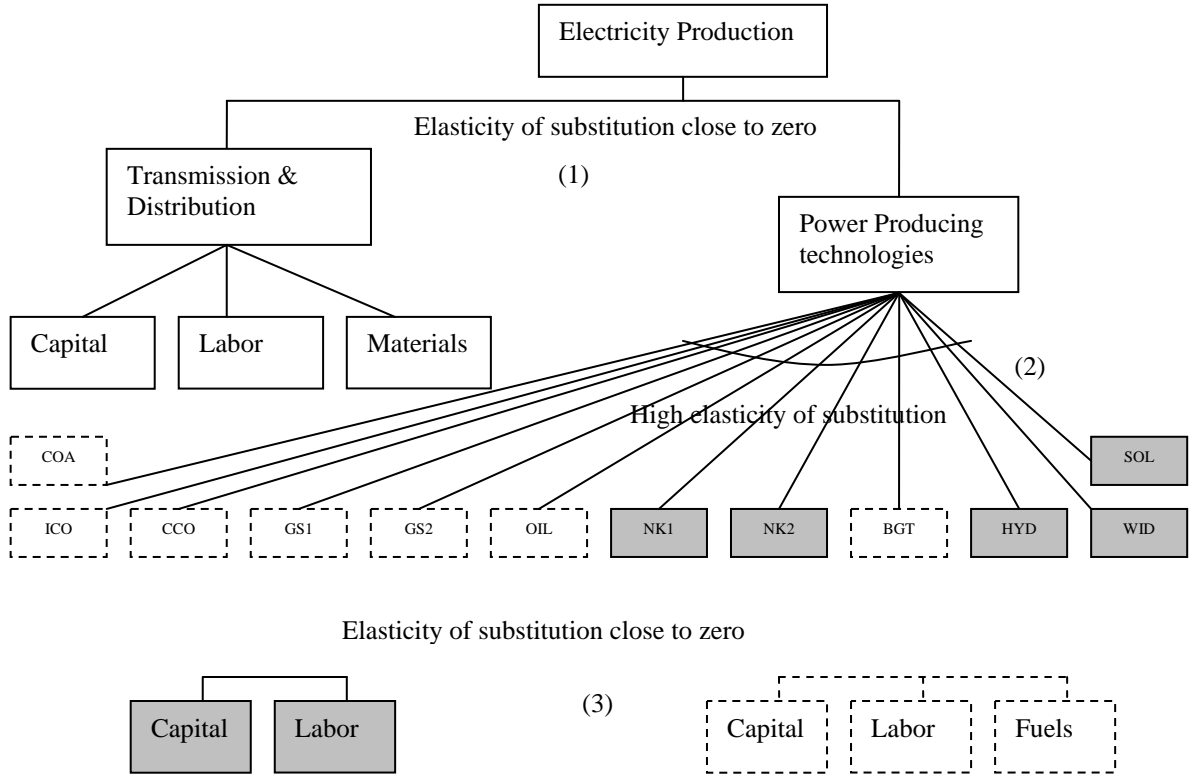 Electricity Production
Elasticity of substitution close to zero
(1)
Transmission &
Distribution
Power Producing
technologies
Capital
Labor
Materials
(2)
High elasticity of substitution
COA
SOL
ICO
CCO
GS1
GS2
OIL
NK1
NK2
BGT
HYD
WID
Elasticity of substitution close to zero
Capital
Labor
(3)
Capital
Labor
Fuels